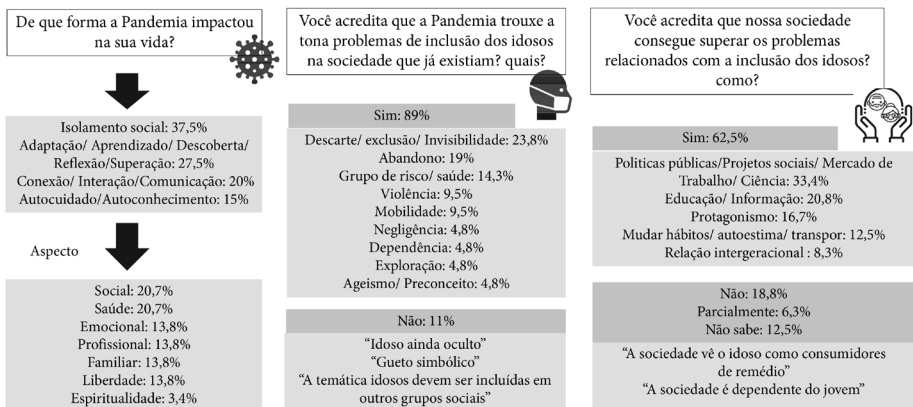 De que forma a Pandemia impactou
na sua vida?
Isolamento social: 37,5%
Adaptação/ Aprendizado/ Descoberta/
Reflexão/Superação: 27,5%
Conexão/ Interação/Comunicação: 20%
Autocuidado/Autoconhecimento: 15%
Aspecto
Social: 20,7%
Saúde: 20,7%
Emocional: 13,8%
Profissional: 13,8%
Familiar: 13,8%
Liberdade: 13,8%
Espiritualidade: 3,4%
Você acredita que a Pandemia trouxe a
tona problemas de inclusão dos idosos
na sociedade que já existiam? quais?
Sim: 89%
Descarte/ exclusão/ Invisibilidade: 23,8%
Abandono: 19%
Grupo de risco/ saúde: 14,3%
Violência: 9,5%
Mobilidade: 9,5%
Negligência: 4,8%
Dependência: 4,8%
Exploração: 4,8%
Ageismo/ Preconceito: 4,8%
Não: 11%
“Idoso ainda oculto”
“Gueto simbólico”
“A temática idosos devem ser incluídas em
outros grupos sociais”
Você acredita que nossa sociedade
consegue superar os problemas
relacionados com a inclusão dos idosos?
como?
Sim: 62,5%
Politicas públicas/Projetos sociais/ Mercado de
Trabalho/ Ciência: 33,4%
Educação/ Informação: 20,8%
Protagonismo: 16,7%
Mudar hábitos/ autoestima/ transpor: 12,5%
Relação intergeracional : 8,3%
Não: 18,8%
Parcialmente: 6,3%
Não sabe: 12,5%
“A sociedade vê o idoso como consumidores
de remédio”
“A sociedade é dependente do jovem”